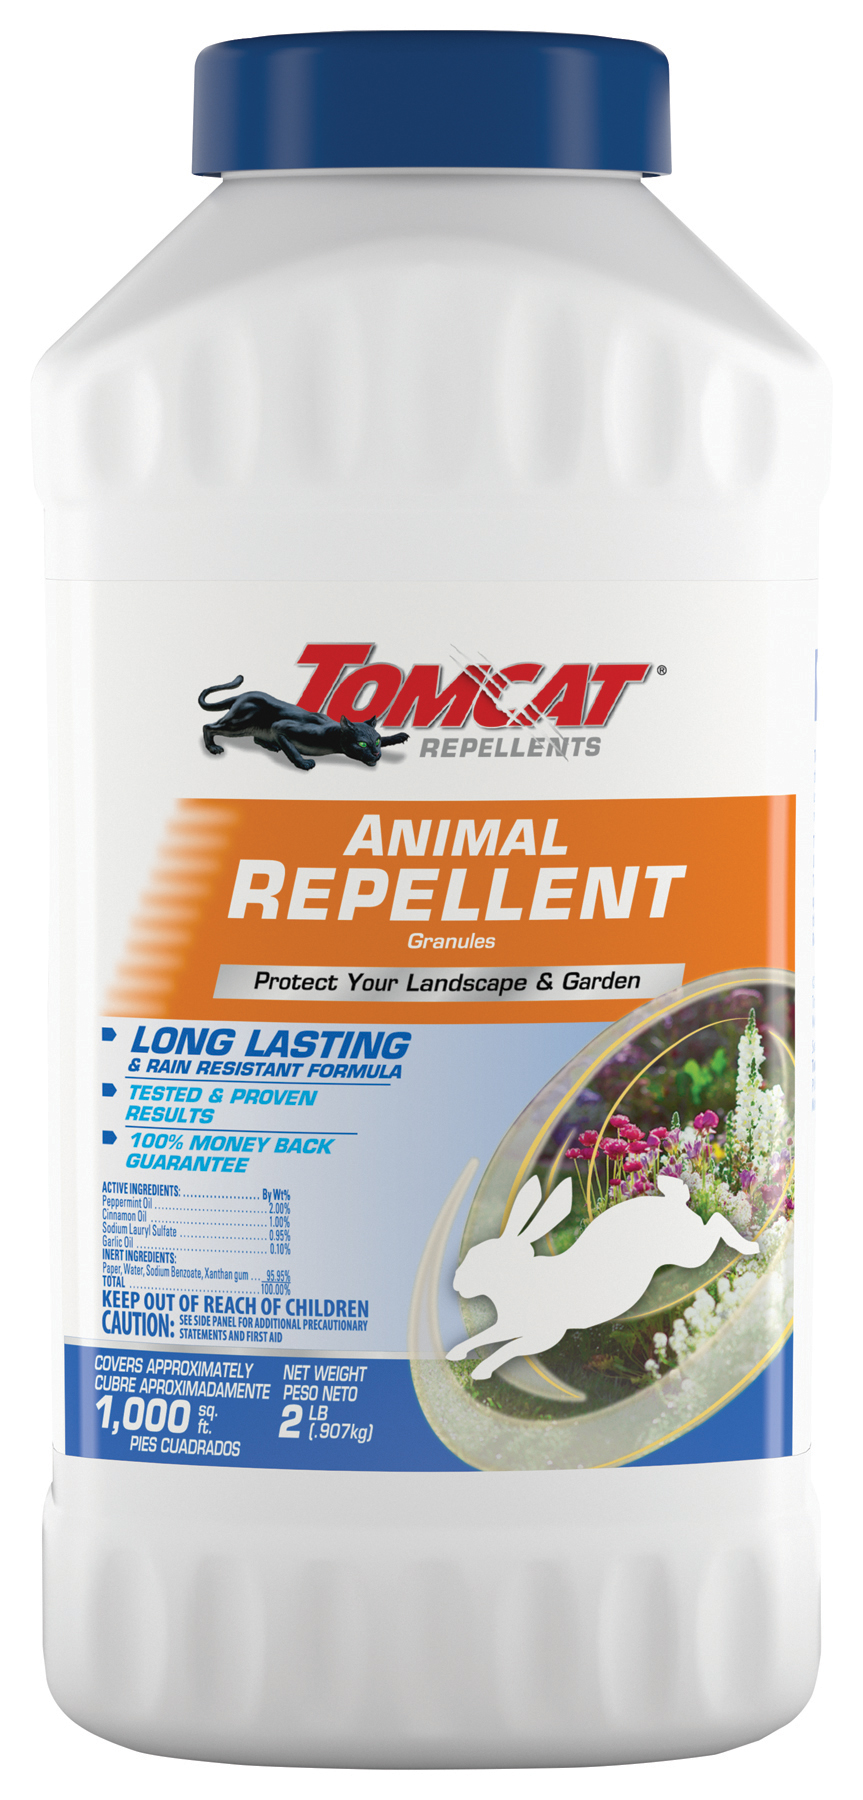 TOMCAT®
REPELLENTS
ANIMAL
REPELLENT
Granules
Protect Your Landscape & Garden
LONG LASTING
& RAIN RESISTANT FORMULA
TESTED & PROVEN
RESULTS
100% MONEY BACK
GUARANTEE
ACTIVE INGREDIENTS: .................... By Wt%
Peppermint Oil .............................. 2.00%
Cinnamon Oil ............................... 1.00%
Sodium Lauryl Sulfate ..................... 0.95%
Garlic Oil .................................... 0.10%
INERT INGREDIENTS:
Paper, Water, Sodium Benzoate, Xanthan gum ... 95.95%
TOTAL ................................... 100.00%
KEEP OUT OF REACH OF CHILDREN
CAUTION: SEE SIDE PANEL FOR ADDITIONAL PRECAUTIONARY
STATEMENTS AND FIRST AID
COVERS APPROXIMATELY
CUBRE APROXIMADAMENTE
1,000 sq. ft.
PIES CUADRADOS
NET WEIGHT
PESO NETO
2 LB
(.907kg)